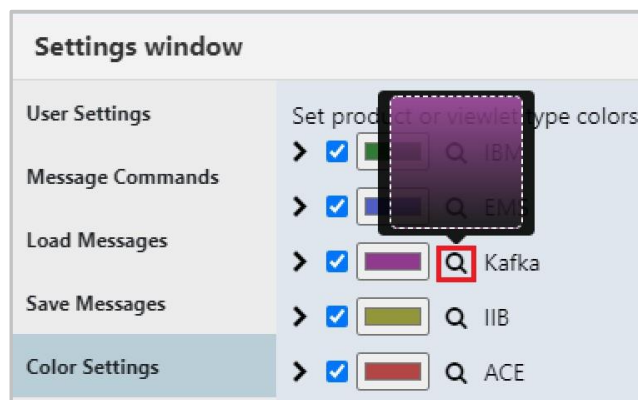 Settings window
User Settings
Message Commands
Load Messages
Save Messages
Color Settings
Set product or viewlet type colors
IBM
EMS
Kafka
IIB
ACE